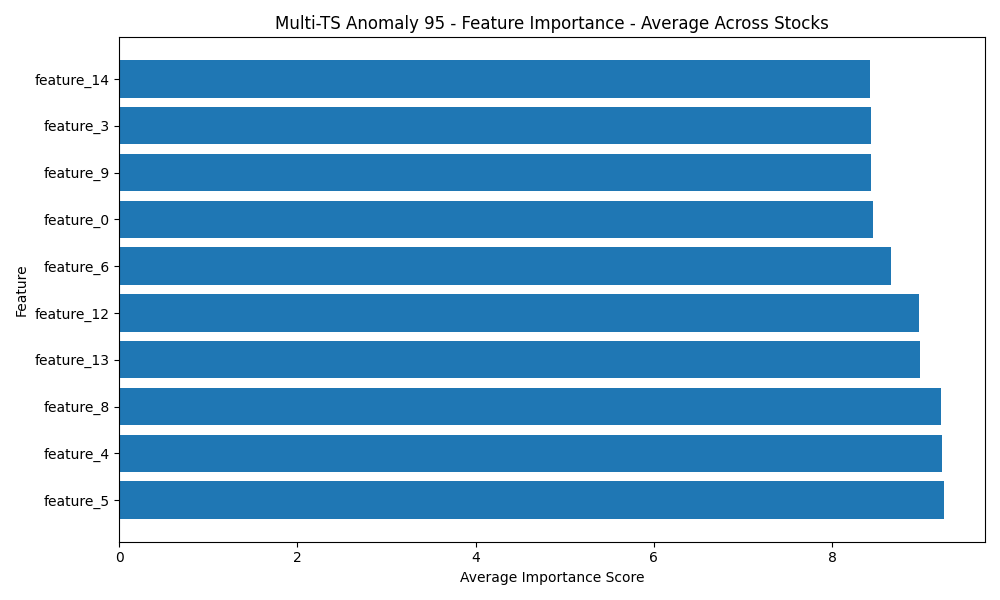 Multi-TS Anomaly 95 - Feature Importance - Average Across Stocks
feature_14
feature_3
feature_9
feature_0
feature_6
feature_12
feature_13
feature_8
feature_4
feature_5
Feature
0 2 4 6 8
Average Importance Score